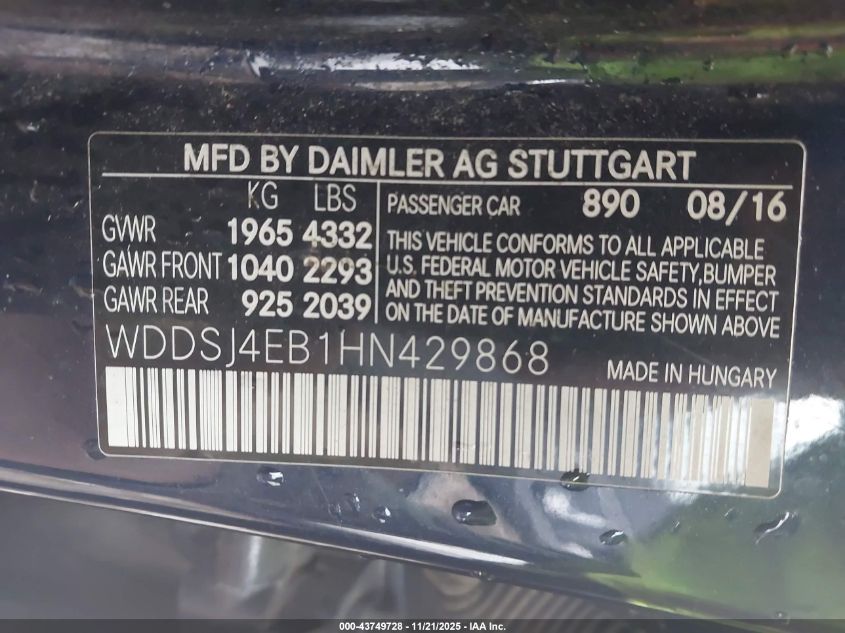 MFD BY DAIMLER AG STUTTGART
KG LBS
GVWR 1965 4332
GAWR FRONT 1040 2293
GAWR REAR 925 2039
PASSENGER CAR 890 08/16
THIS VEHICLE CONFORMS TO ALL APPLICABLE
U.S. FEDERAL MOTOR VEHICLE SAFETY,BUMPER
AND THEFT PREVENTION STANDARDS IN EFFECT
ON THE DATE OF MANUFACTURE SHOWN ABOVE
WDDSJ4EB1HN429868
MADE IN HUNGARY
000-43749728 - 11/21/2025 - IAA Inc.